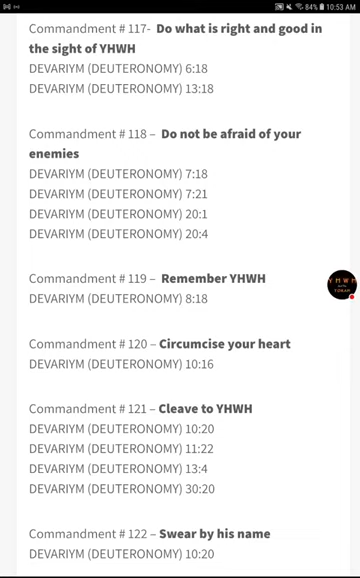 84% 10:53 AM
Commandment # 117- Do what is right and good in
the sight of YHWH
DEVARIYM (DEUTERONOMY) 6:18
DEVARIYM (DEUTERONOMY) 13:18
Commandment # 118 – Do not be afraid of your
enemies
DEVARIYM (DEUTERONOMY) 7:18
DEVARIYM (DEUTERONOMY) 7:21
DEVARIYM (DEUTERONOMY) 20:1
DEVARIYM (DEUTERONOMY) 20:4
Commandment # 119 – Remember YHWH
DEVARIYM (DEUTERONOMY) 8:18
Commandment # 120 – Circumcise your heart
DEVARIYM (DEUTERONOMY) 10:16
Commandment # 121 – Cleave to YHWH
DEVARIYM (DEUTERONOMY) 10:20
DEVARIYM (DEUTERONOMY) 11:22
DEVARIYM (DEUTERONOMY) 13:4
DEVARIYM (DEUTERONOMY) 30:20
Commandment # 122 – Swear by his name
DEVARIYM (DEUTERONOMY) 10:20